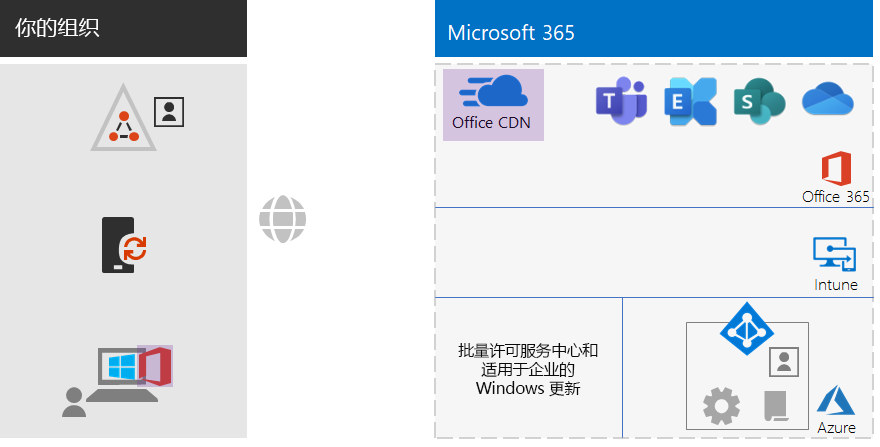 你的组织
Microsoft 365
Office CDN
T
E
S
Office 365
Intune
批量许可服务中心和
适用于企业的
Windows 更新
Azure